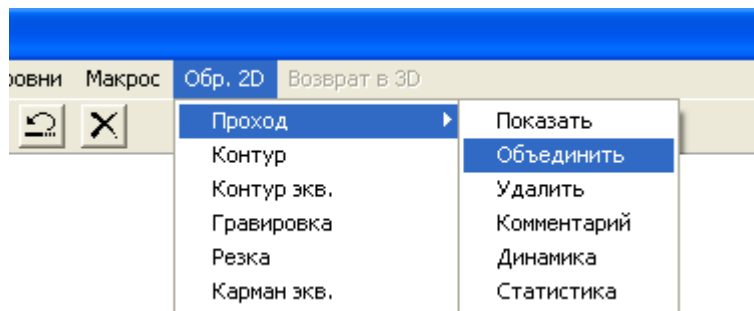 ровни Макрос Обр. 2D Возврат в 3D
Проход Показать
Контур Объединить
Контур экв. Удалить
Гравировка Комментарий
Резка Динамика
Карман экв. Статистика